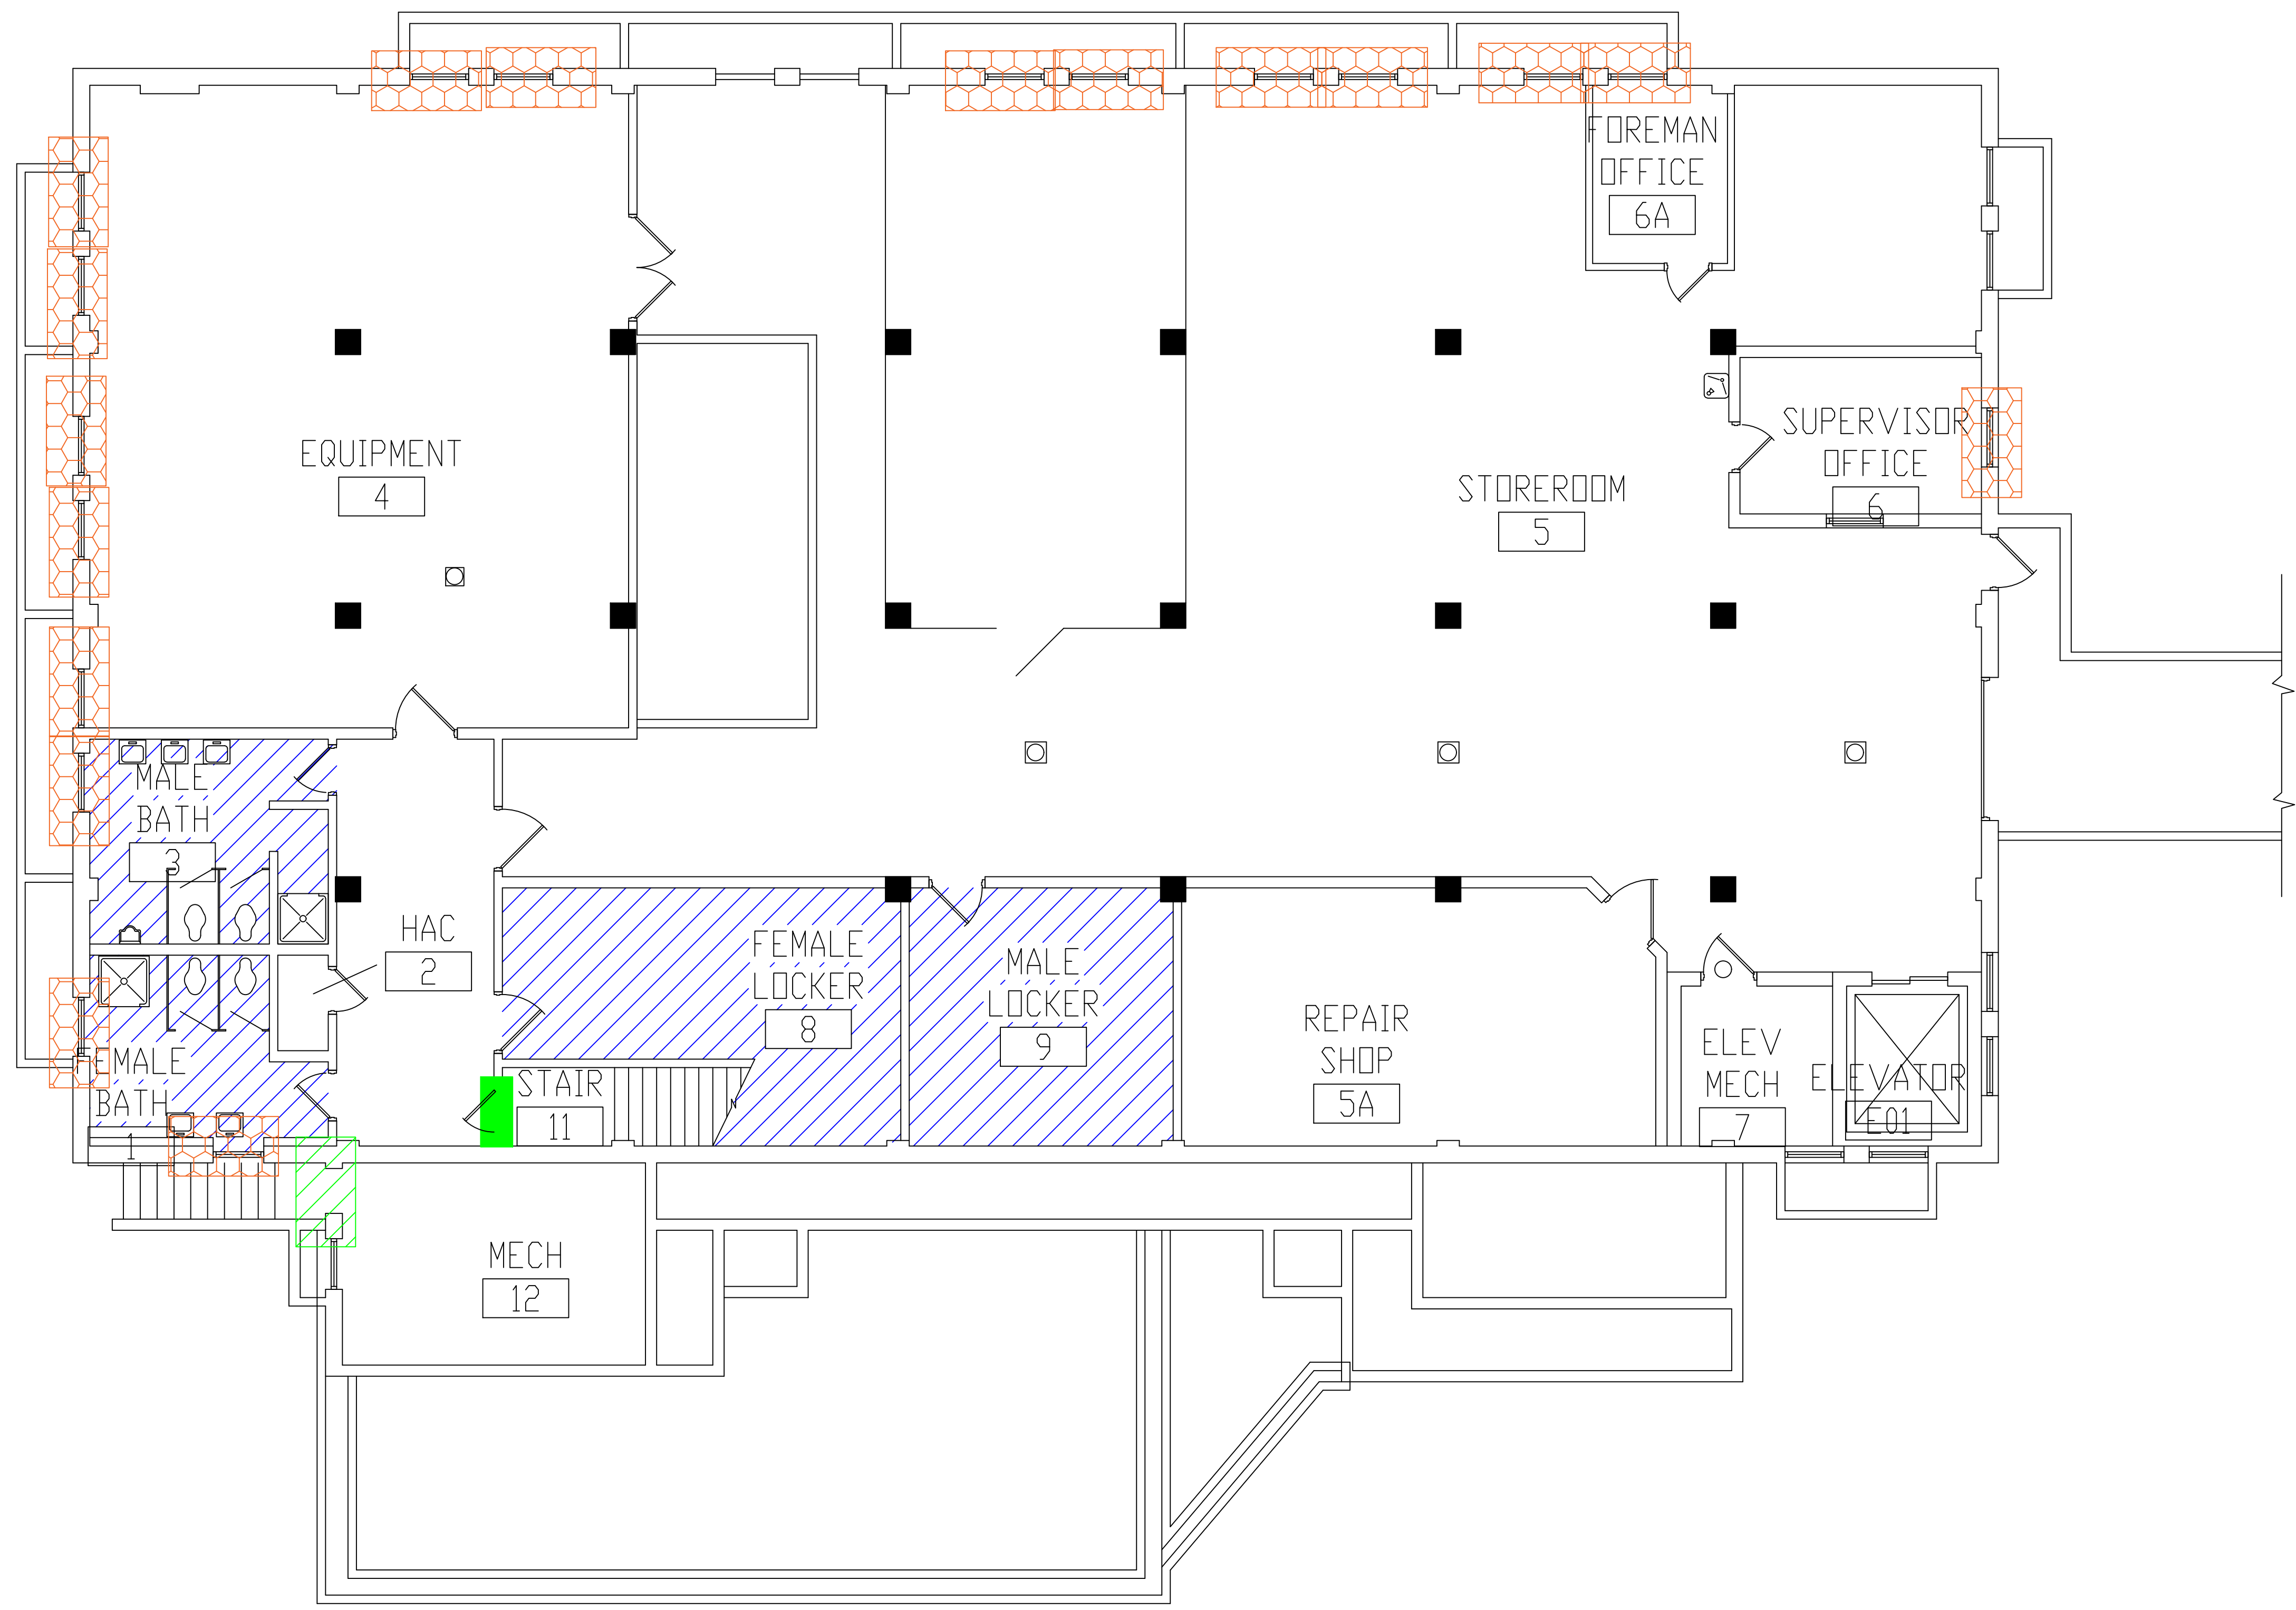 FOREMAN
OFFICE
6A
EQUIPMENT
4
SUPERVISOR
OFFICE
6
STOREROOM
5
MALE
BATH
3
HAC
2
FEMALE
LOCKER
8
MALE
LOCKER
9
REPAIR
SHOP
5A
ELEV
MECH
7
ELEVATOR
E01
FEMALE
BATH
1
STAIR
11
MECH
12